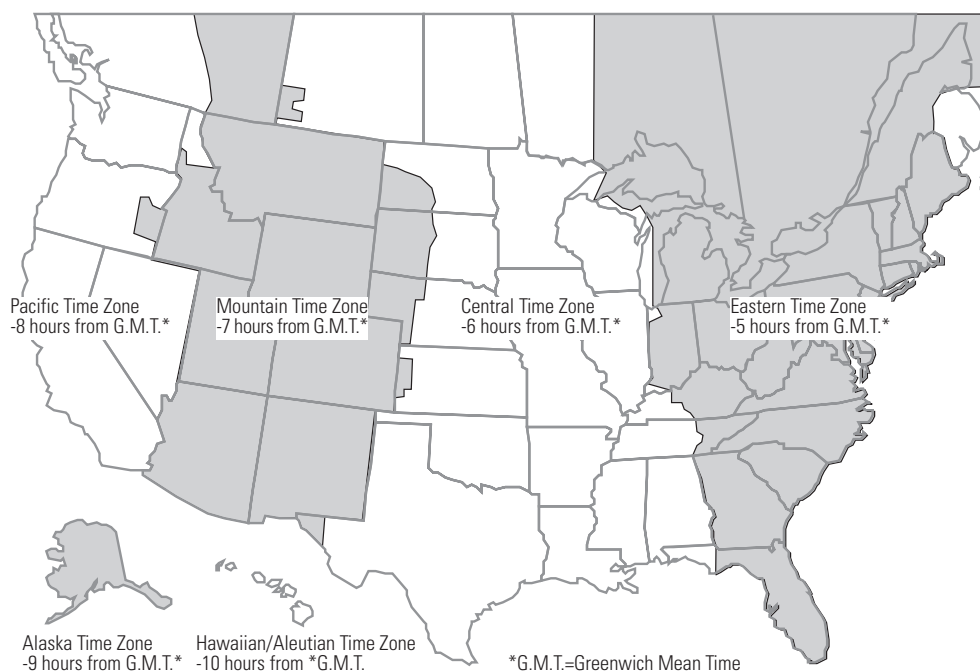 Pacific Time Zone
-8 hours from G.M.T.*
Mountain Time Zone
-7 hours from G.M.T.*
Central Time Zone
-6 hours from G.M.T.*
Eastern Time Zone
-5 hours from G.M.T.*
Alaska Time Zone
-9 hours from G.M.T.*
Hawaiian/Aleutian Time Zone
-10 hours from *G.M.T.
*G.M.T.=Greenwich Mean Time